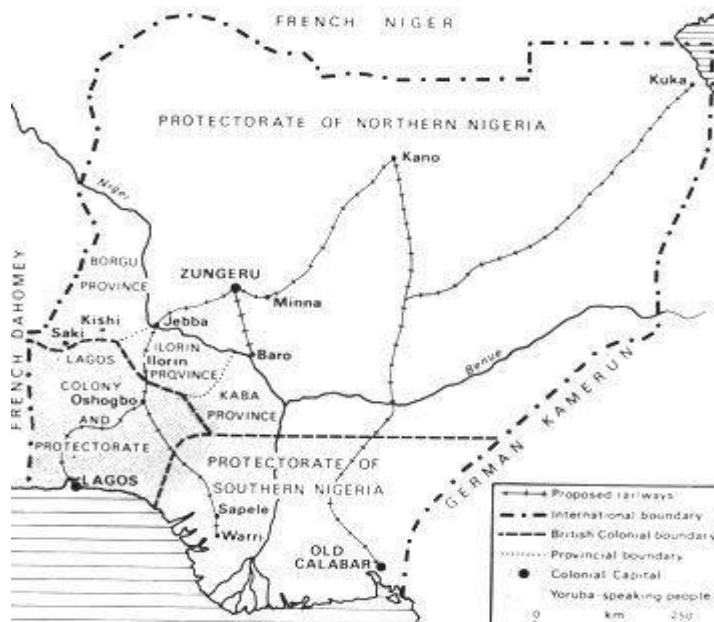 FRENCH NIGER
Kuka
PROTECTORATE OF NORTHERN NIGERIA
Kano
Niger
BORGU
PROVINCE
ZUNGERU
Minna
FRENCH DAHOMEY
Kishi
Saki
Jebba
LAGOS
ILORIN
Ilorin
PROVINCE
Baro
Benue
COLONY
Oshogbo
AND
PROTECTORATE
KABA
PROVINCE
GERMAN KAMERUN
PROTECTORATE OF
SOUTHERN NIGERIA
LAGOS
Sapele
Warri
OLD
CALABAR
Proposed railways
International boundary
British Colonial boundary
Provincial boundary
Colonial Capital
Yoruba-speaking people
0 km 250